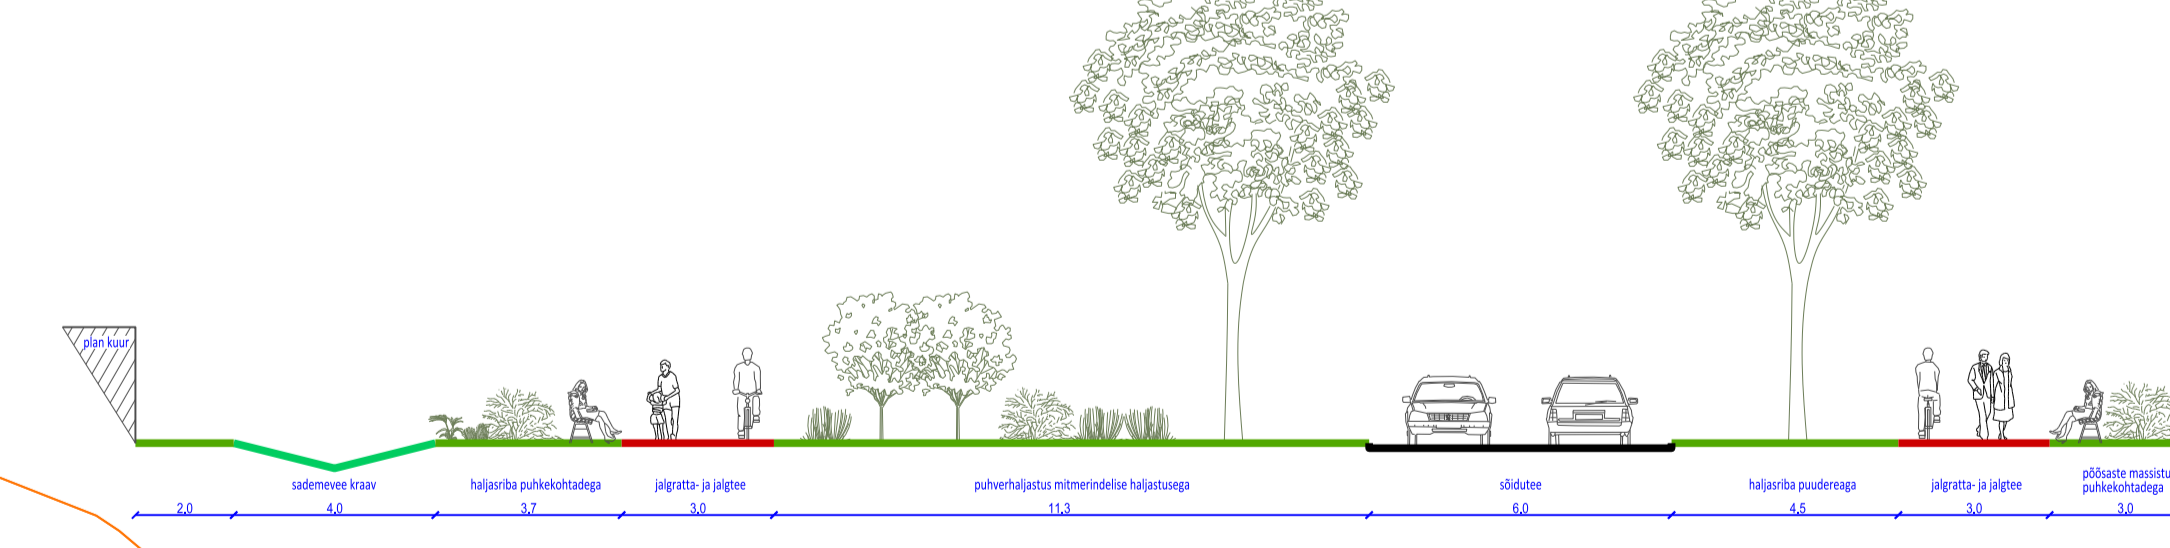 plan kuur
sademevee kraav
haljasriba puhkekohtadega
jalgratta- ja jalgtee
puhverhaljastus mitmerindelise haljastusega
sõidutee
haljasriba puudereaga
jalgratta- ja jalgtee
põõsaste massistu
puhkekohtadega
2.0
4.0
3.7
3.0
11.3
6.0
4.5
3.0
3.0